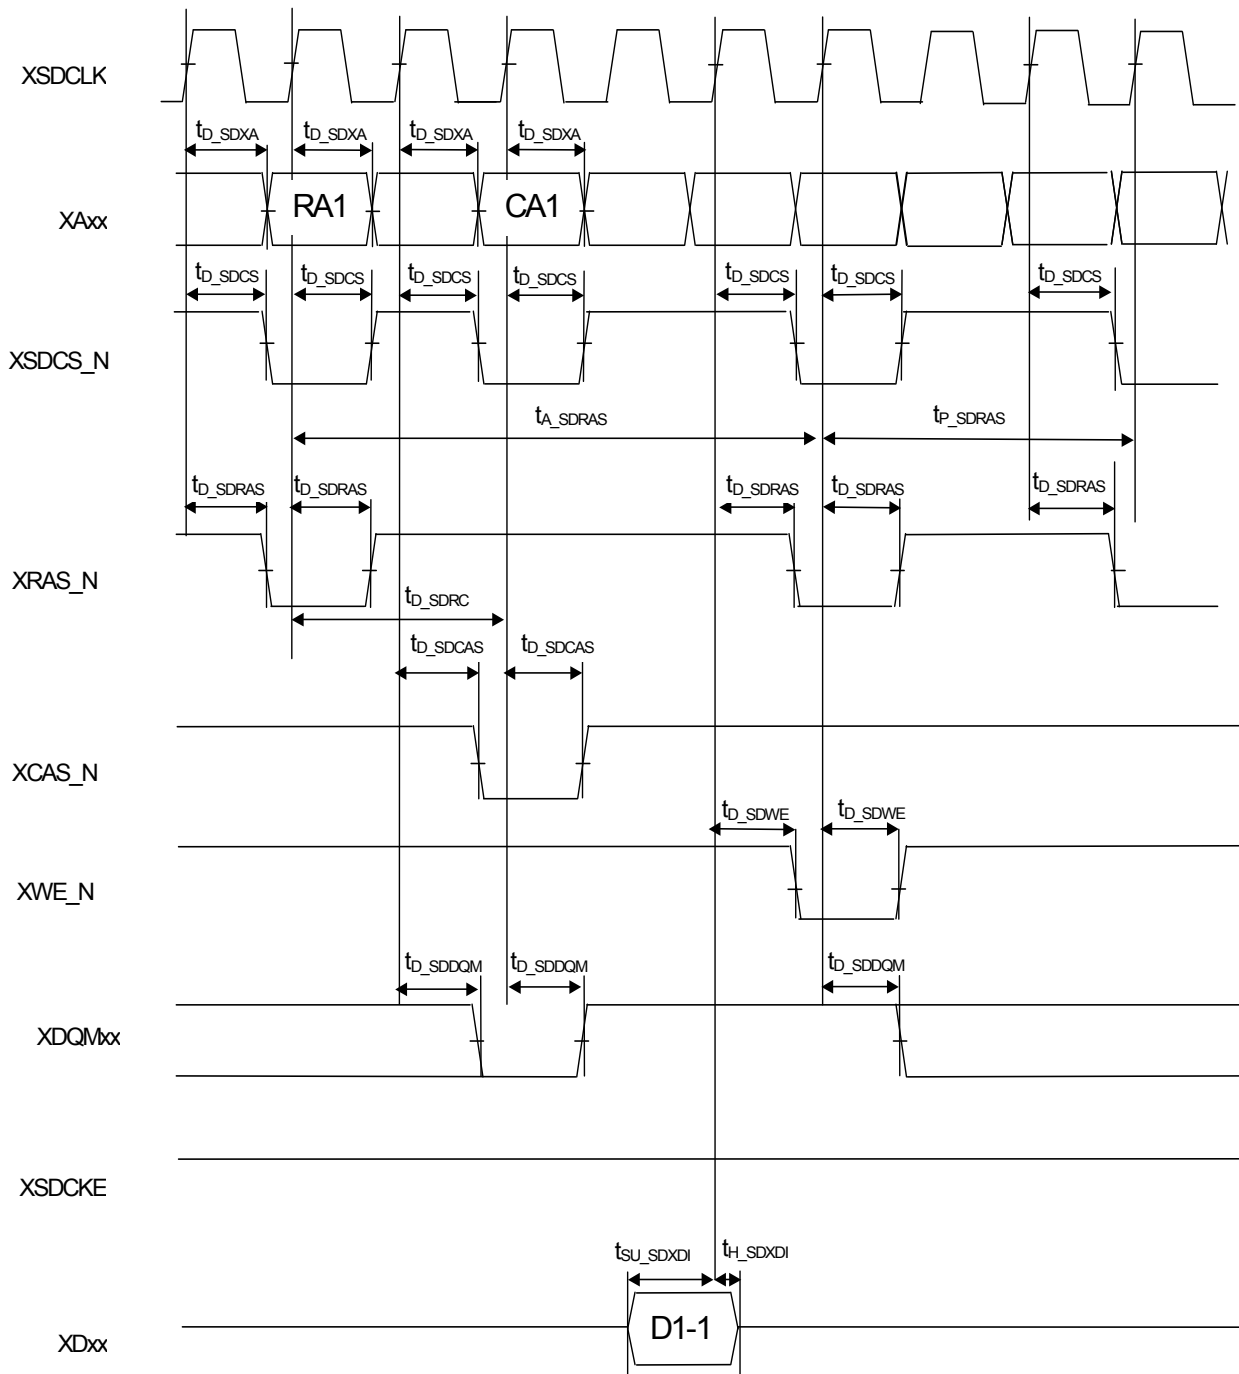 XSDCLK
tD_SDXA tD_SDXA tD_SDXA tD_SDXA
XAxx
RA1 CA1
tD_SDCS tD_SDCS tD_SDCS tD_SDCS tD_SDCS tD_SDCS tD_SDCS
XSDCS_N
tA_SDRAS tP_SDRAS
tD_SDRAS tD_SDRAS tD_SDRAS tD_SDRAS tD_SDRAS
XRAS_N
tD_SDRC
tD_SDCAS tD_SDCAS
XCAS_N
tD_SDWE tD_SDWE
XWE_N
tD_SDDQM tD_SDDQM tD_SDDQM
XDQMxx
XSDCKE
tSU_SDXDI tH_SDXDI
D1-1
XDxx